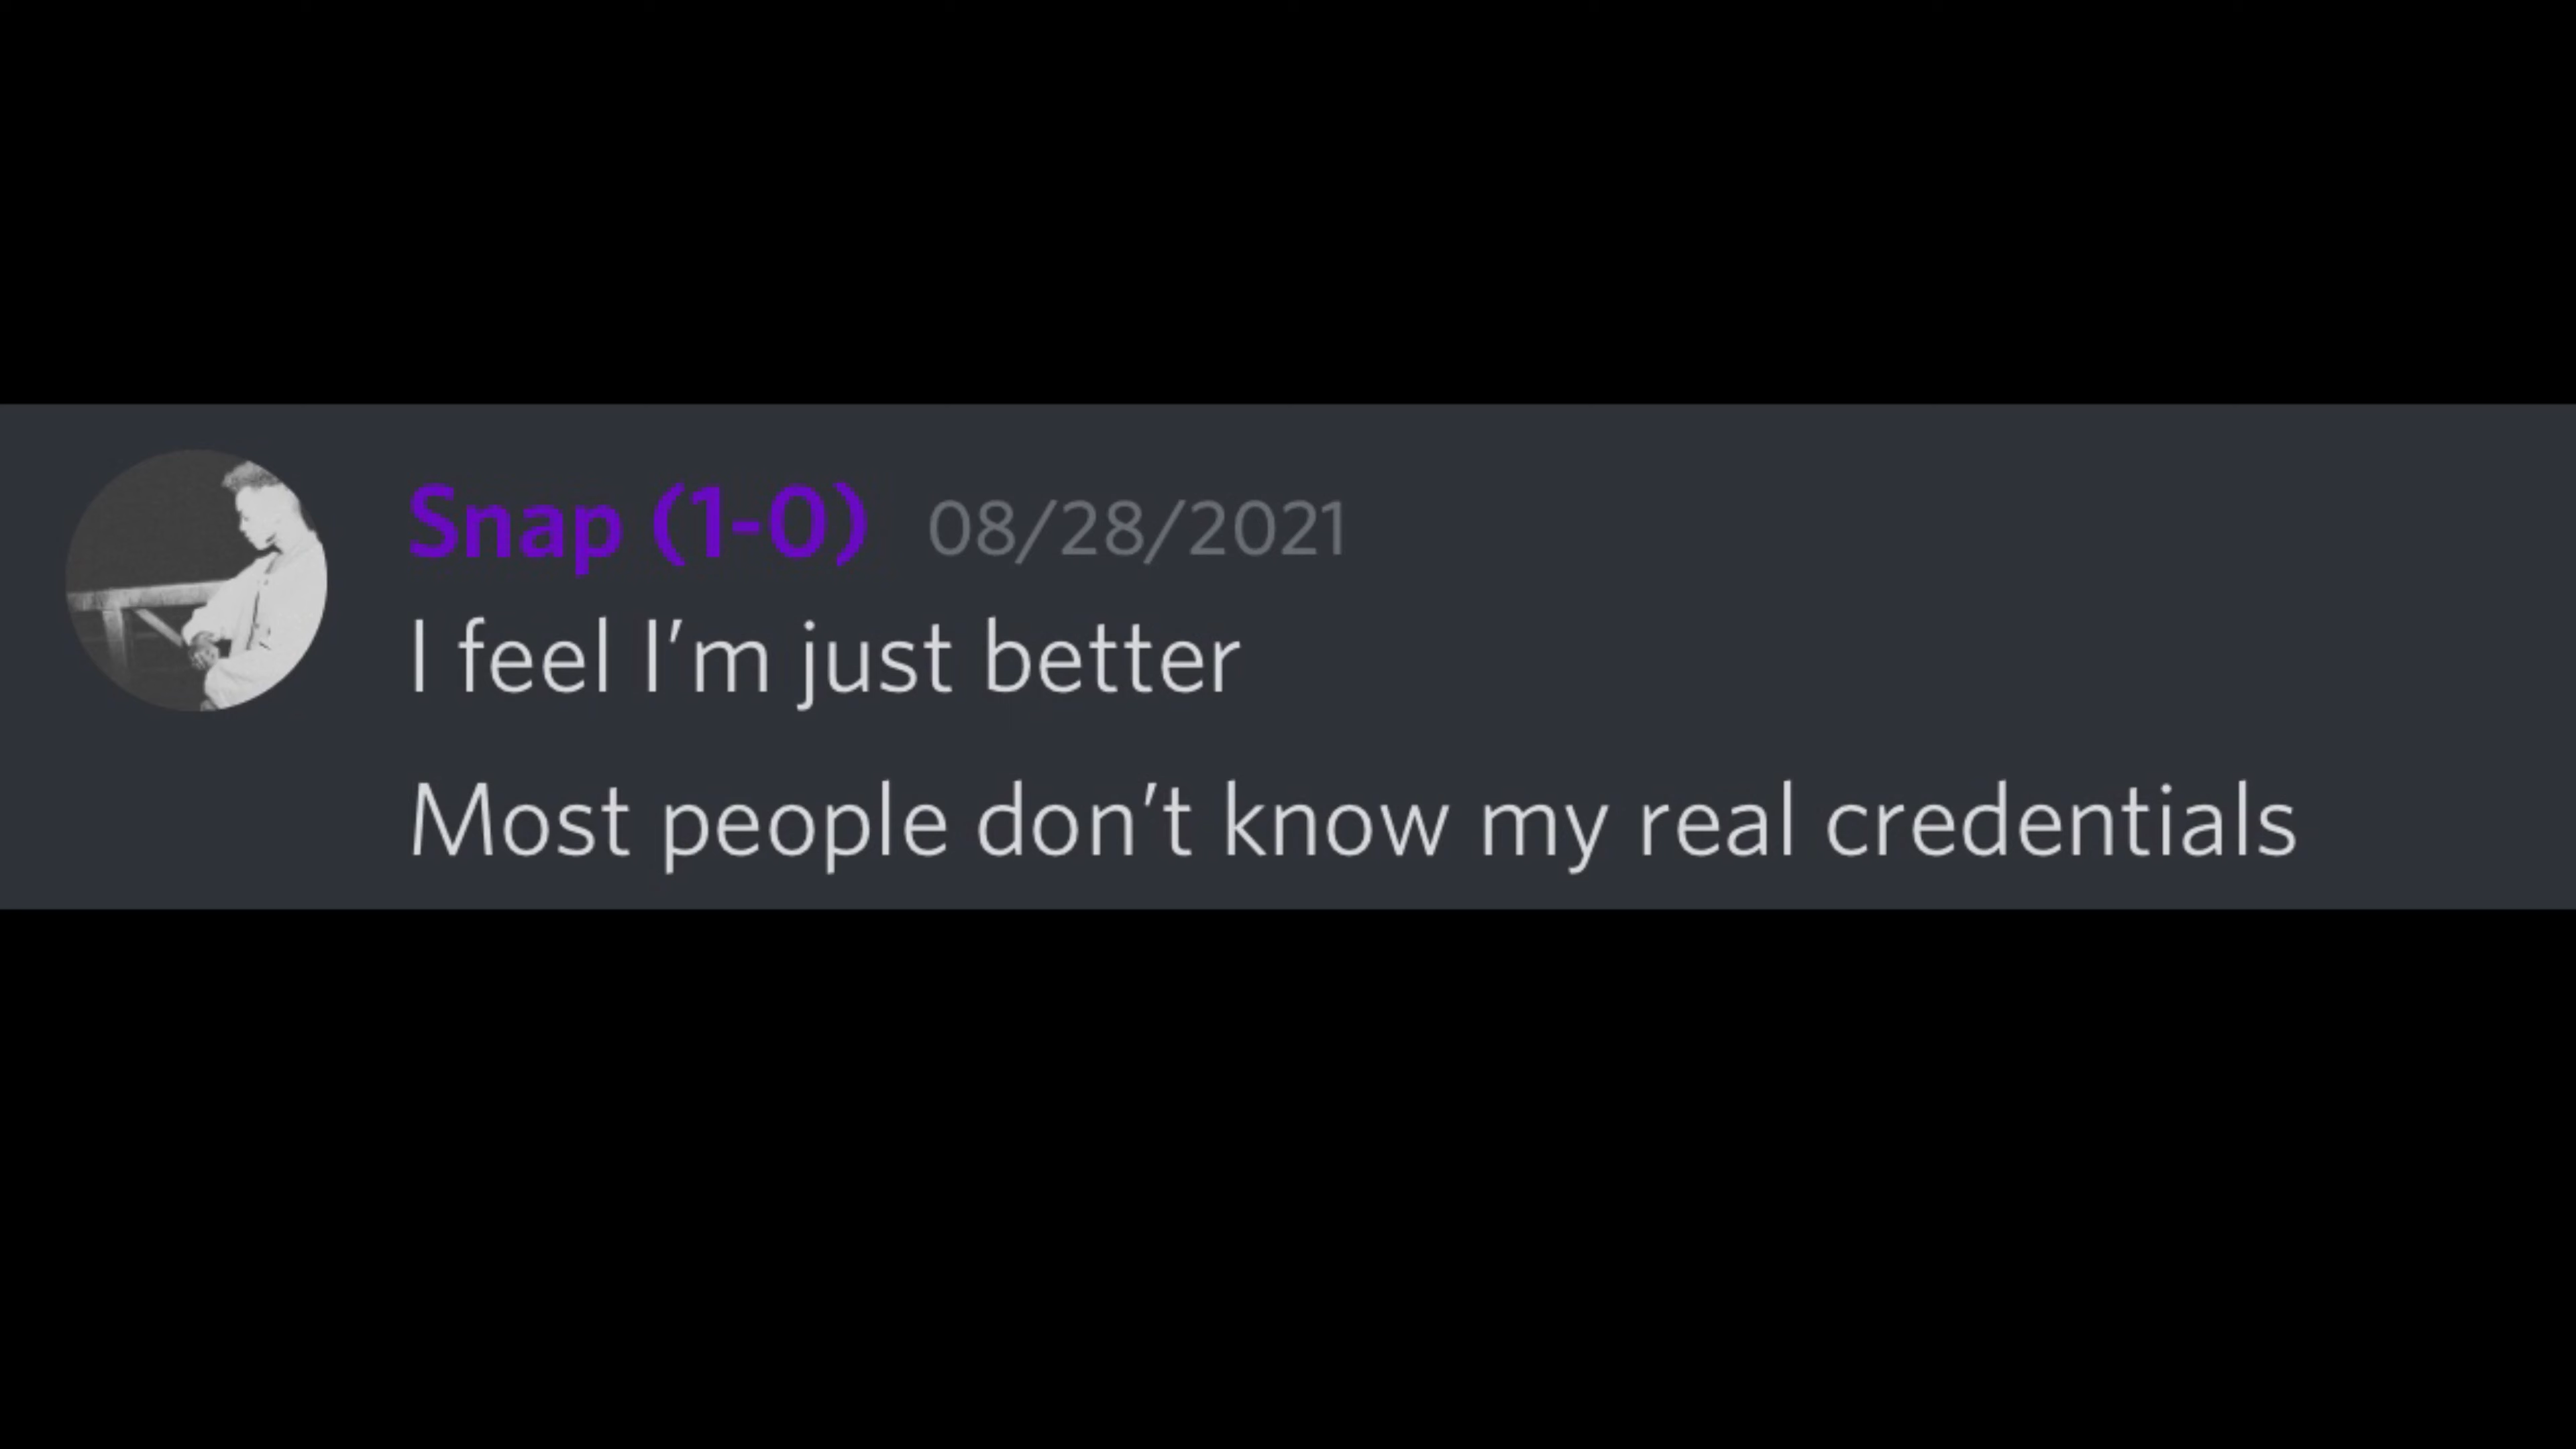 Snap (1-0) 08/28/2021
I feel I’m just better
Most people don’t know my real credentials